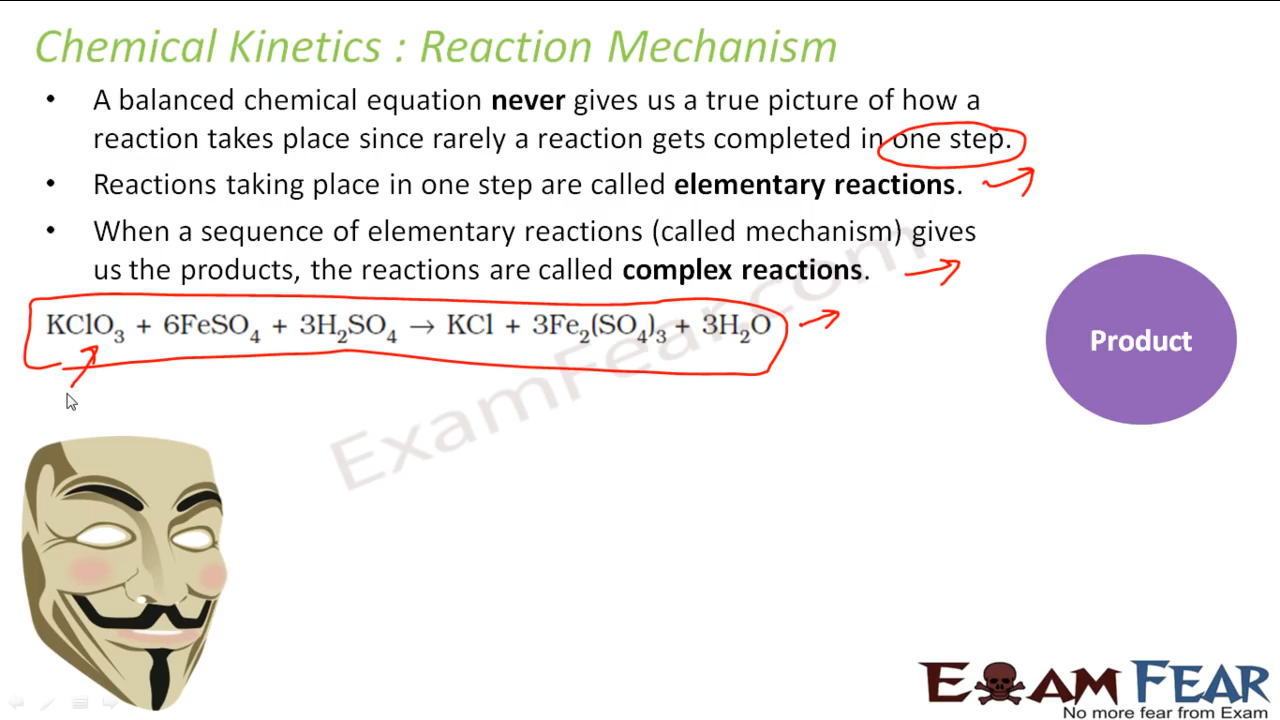 Chemical Kinetics : Reaction Mechanism
• A balanced chemical equation never gives us a true picture of how a
reaction takes place since rarely a reaction gets completed in one step.
• Reactions taking place in one step are called elementary reactions.
• When a sequence of elementary reactions (called mechanism) gives
us the products, the reactions are called complex reactions.
KClO₃ + 6FeSO₄ + 3H₂SO₄ → KCl + 3Fe₂(SO₄)₃ + 3H₂O
Product
ExamFear.com
EXAM FEAR
No more fear from Exam